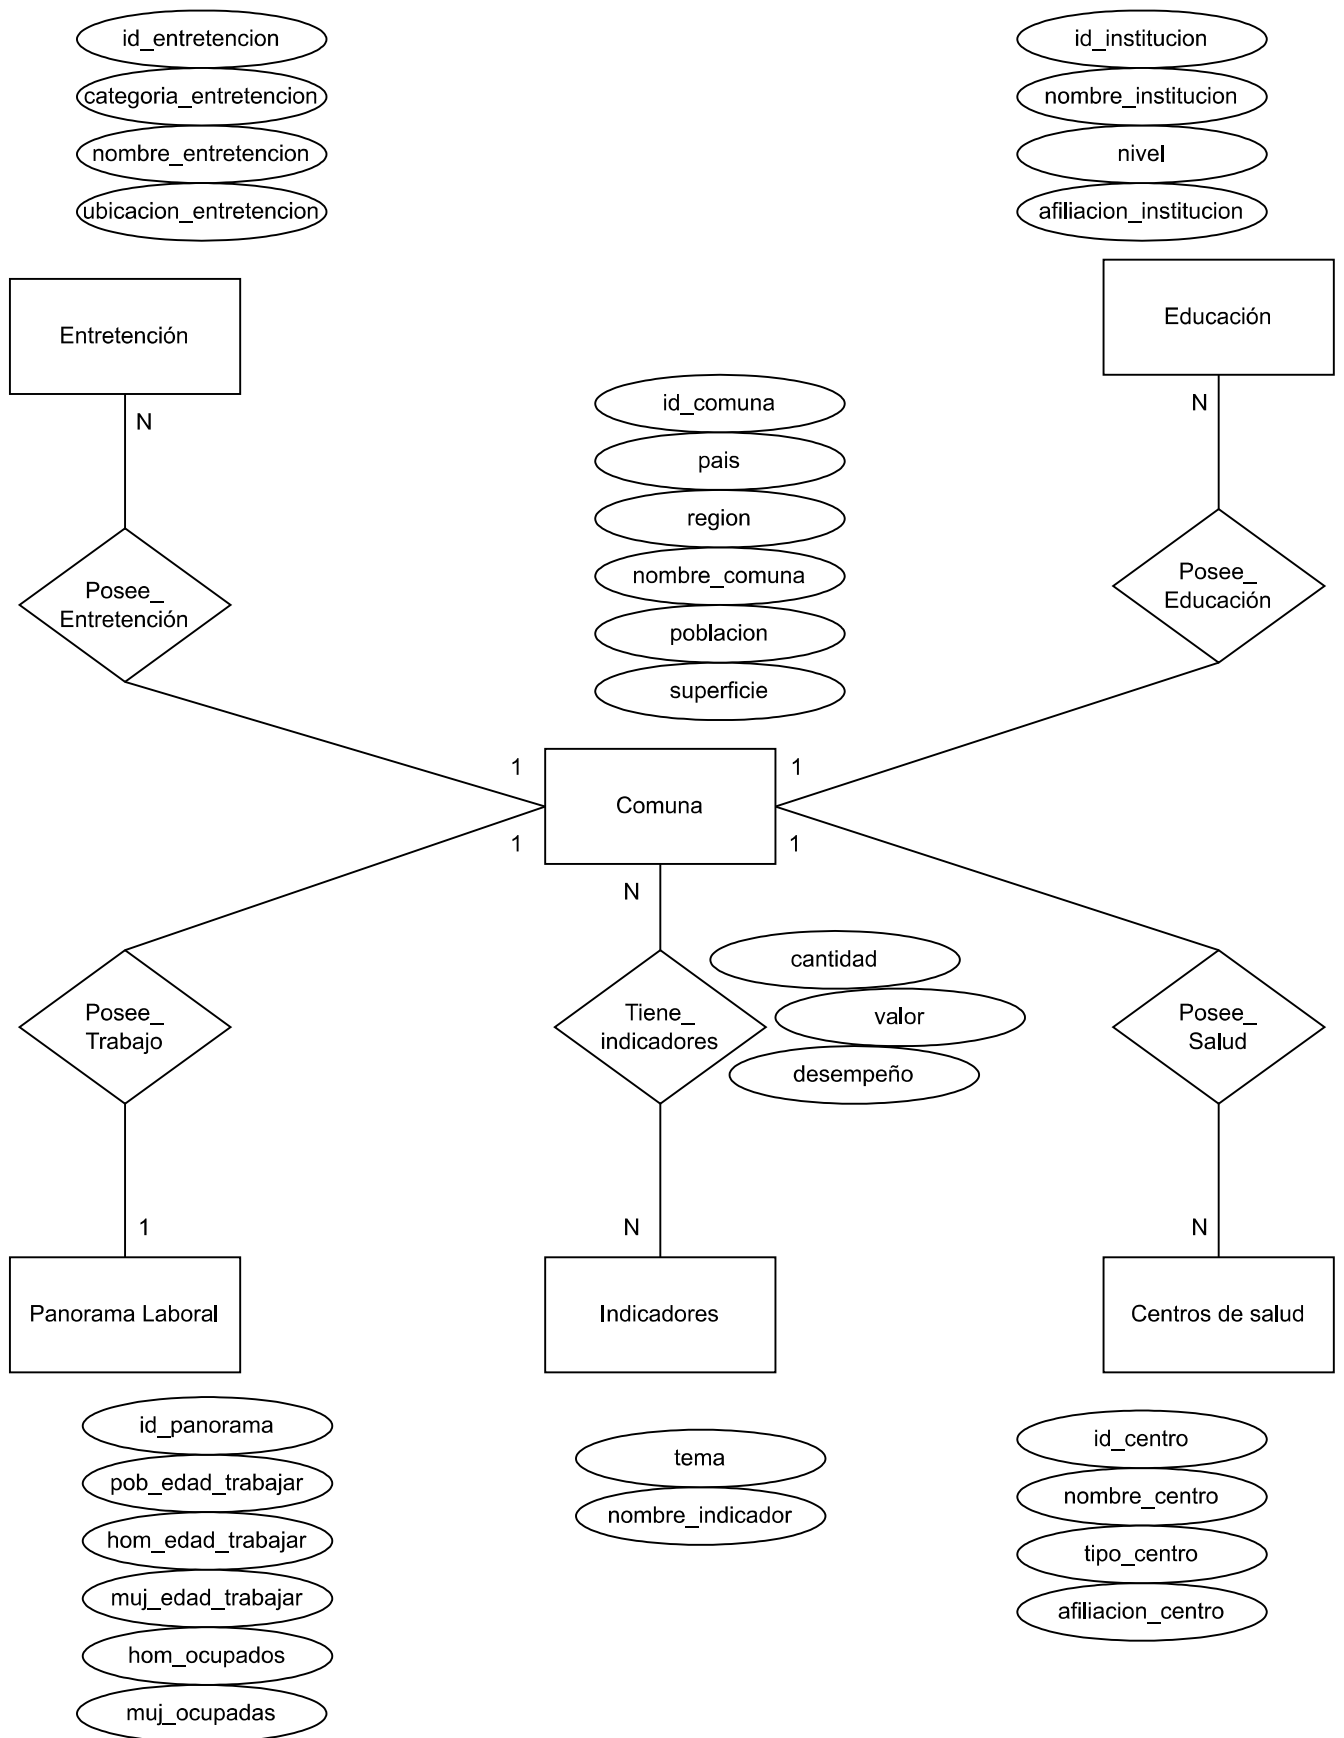 id_entretencion
categoria_entretencion
nombre_entretencion
ubicacion_entretencion
id_institucion
nombre_institucion
nivel
afiliacion_institucion
Entretención
Educación
N
N
id_comuna
pais
region
nombre_comuna
poblacion
superficie
Posee_
Entretención
Posee_
Educación
1
1
Comuna
1
1
N
cantidad
valor
desempeño
Posee_
Trabajo
Tiene_
indicadores
Posee_
Salud
1
N
N
Panorama Laboral
Indicadores
Centros de salud
id_panorama
pob_edad_trabajar
hom_edad_trabajar
muj_edad_trabajar
hom_ocupados
muj_ocupadas
tema
nombre_indicador
id_centro
nombre_centro
tipo_centro
afiliacion_centro